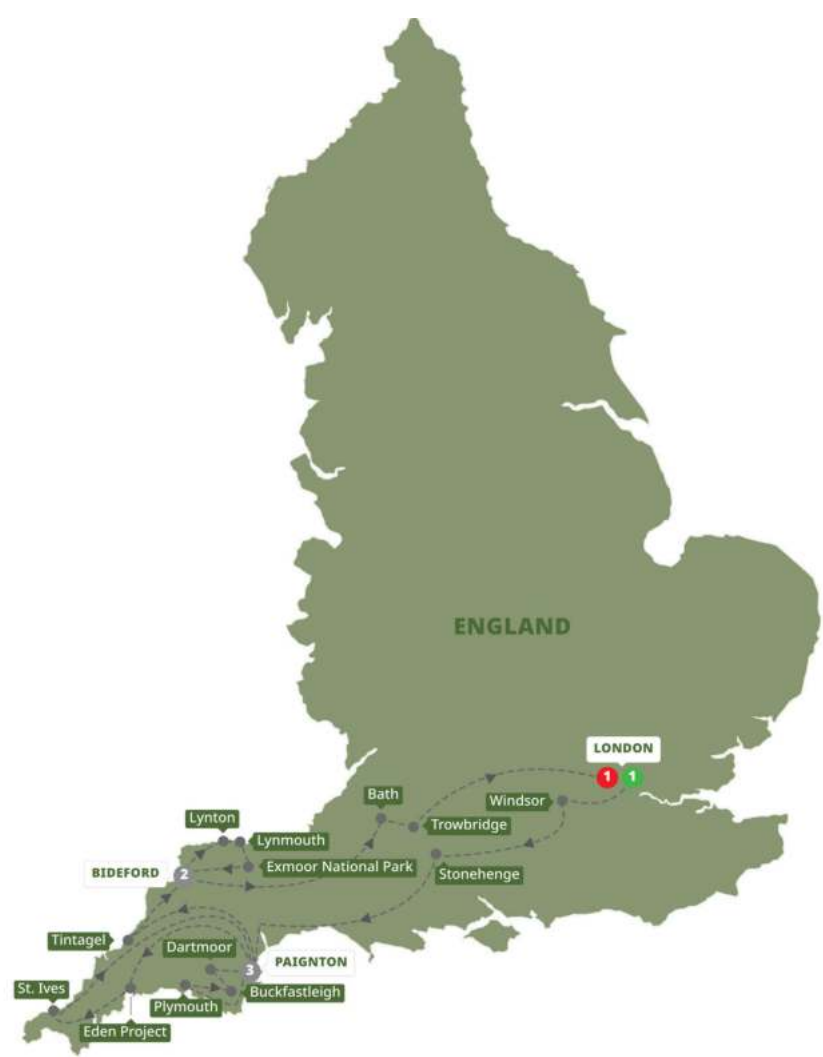 ENGLAND
LONDON
1 1
Windsor
Bath
Trowbridge
Lynton
Lynmouth
Exmoor National Park
Stonehenge
BIDEFORD
2
Tintagel
Dartmoor
PAIGNTON
3
St. Ives
Buckfastleigh
Plymouth
Eden Project